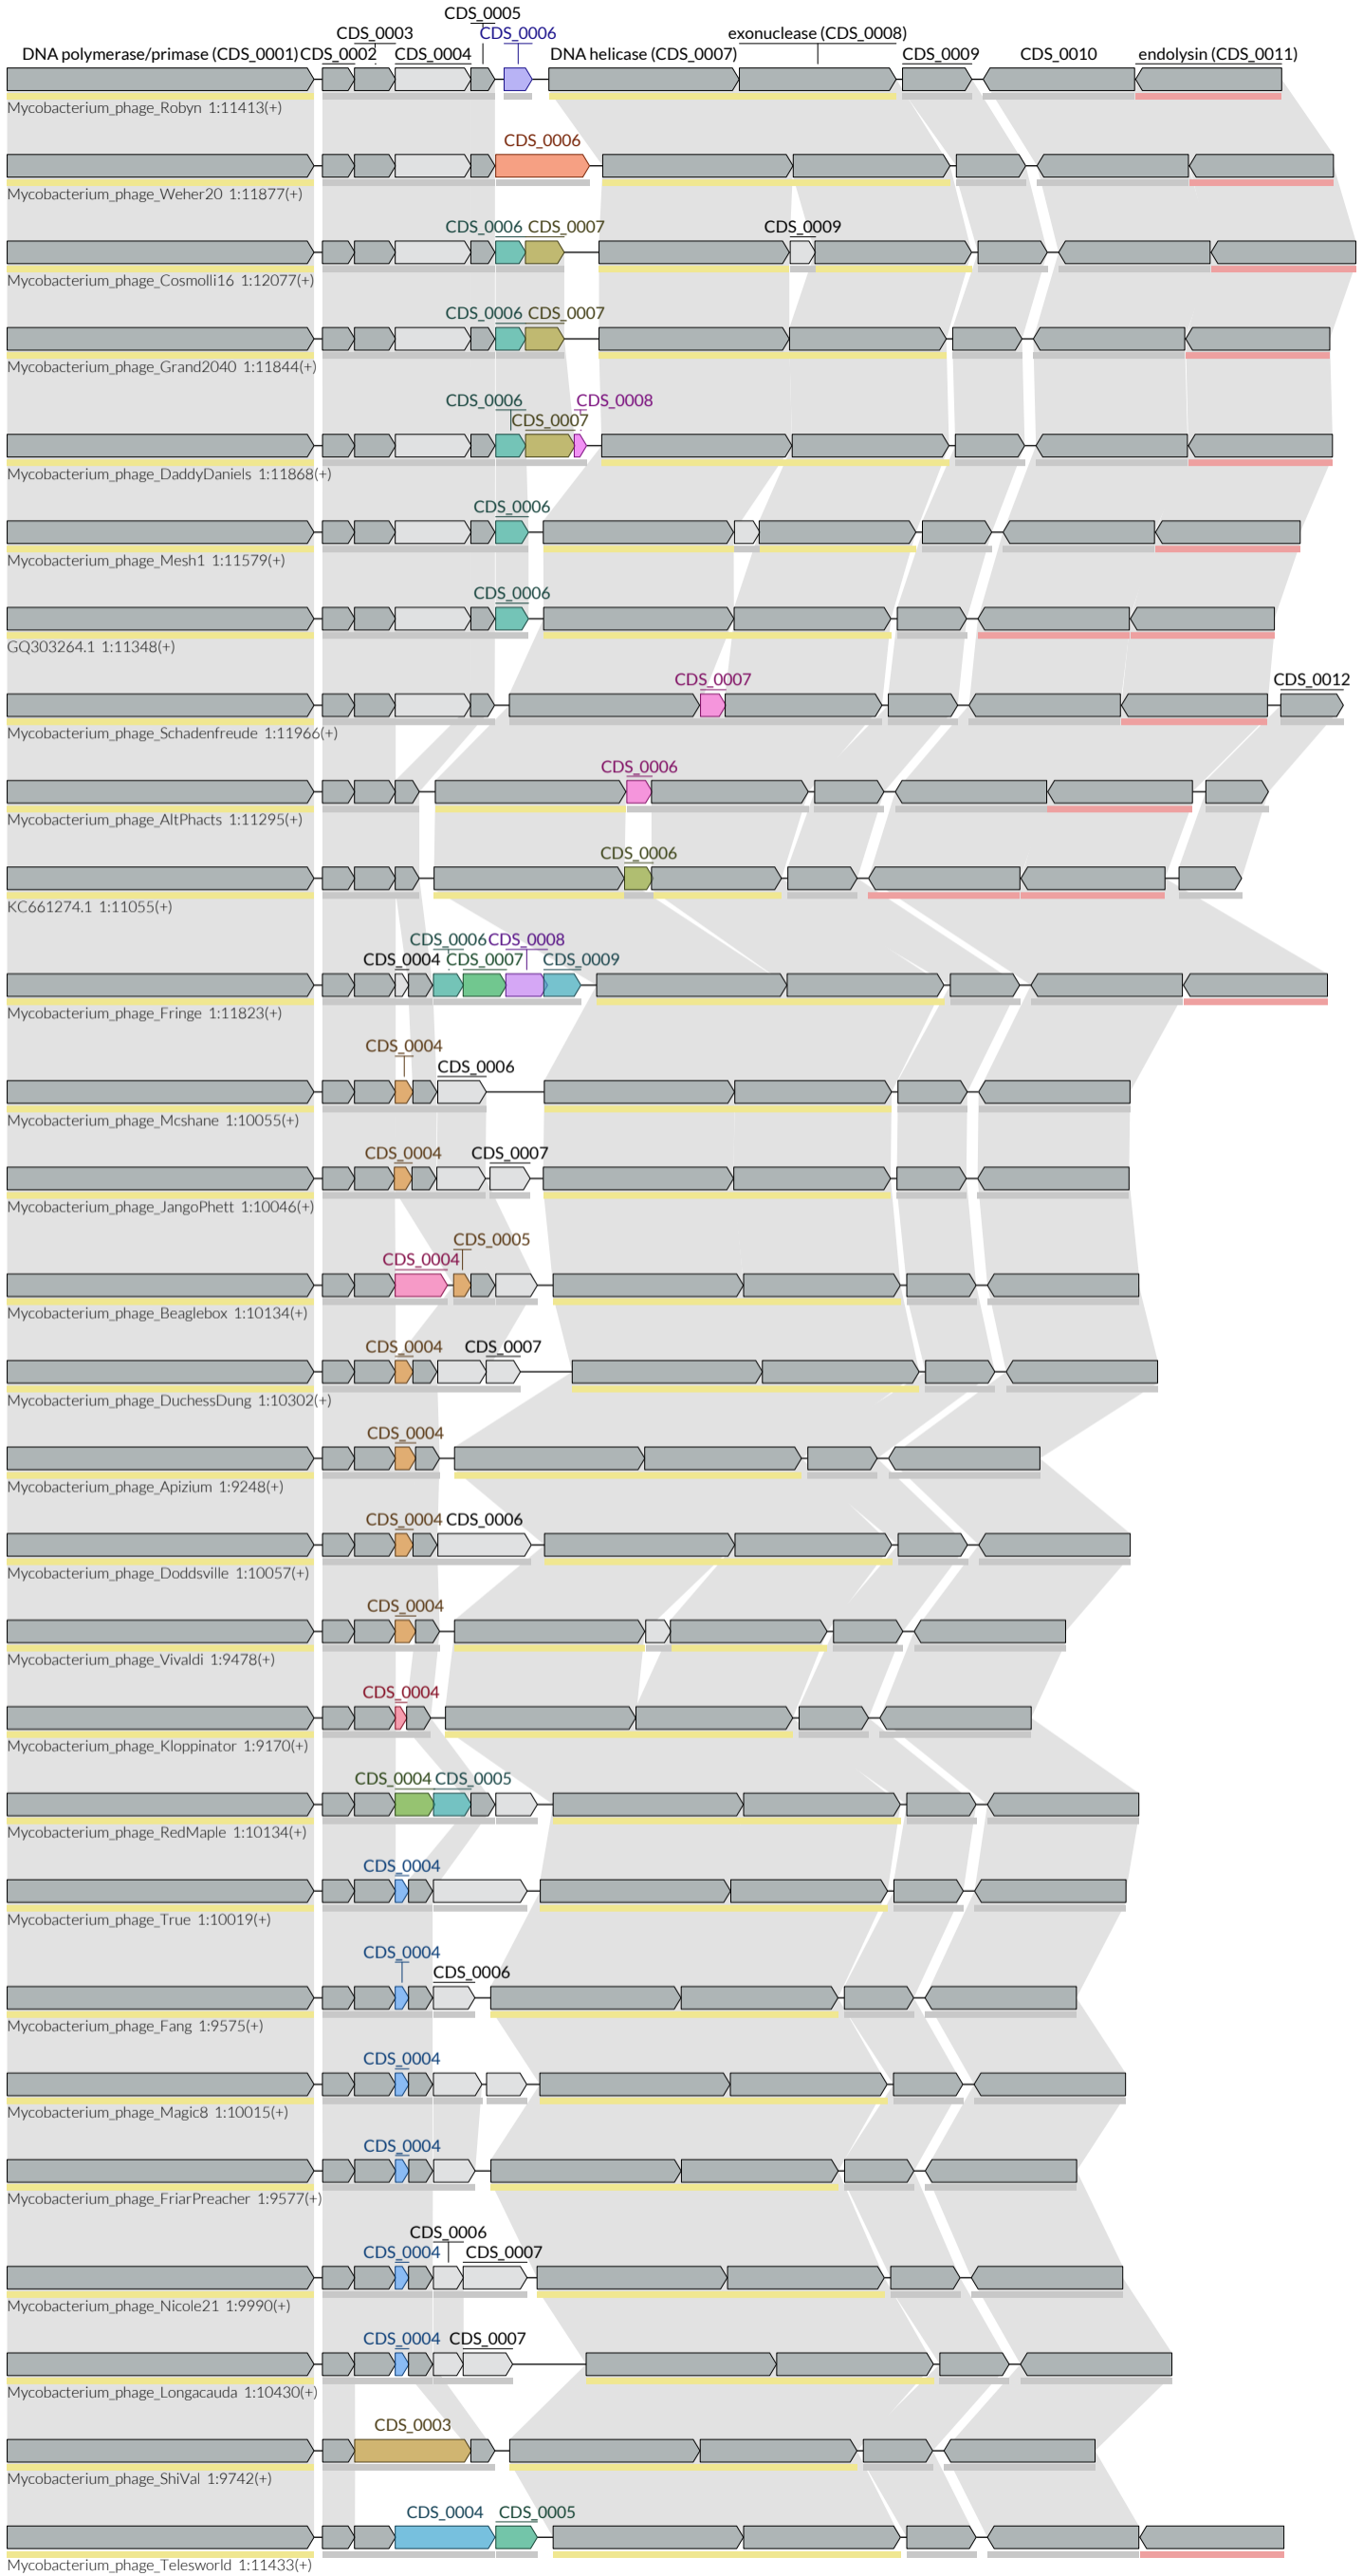 CDS_0005
CDS_0003 CDS_0006 exonuclease (CDS_0008)
DNA polymerase/primase (CDS_0001) CDS_0002 CDS_0004 DNA helicase (CDS_0007) CDS_0009 CDS_0010 endolysin (CDS_0011)
Mycobacterium_phage_Robyn 1:11413(+)
CDS_0006
Mycobacterium_phage_Weher20 1:11877(+)
CDS_0006 CDS_0007 CDS_0009
Mycobacterium_phage_Cosmolli16 1:12077(+)
CDS_0006 CDS_0007
Mycobacterium_phage_Grand2040 1:11844(+)
CDS_0006 CDS_0008
CDS_0007
Mycobacterium_phage_DaddyDaniels 1:11868(+)
CDS_0006
Mycobacterium_phage_Mesh1 1:11579(+)
CDS_0006
GQ303264.1 1:11348(+)
CDS_0007 CDS_0012
Mycobacterium_phage_Schadenfreude 1:11966(+)
CDS_0006
Mycobacterium_phage_AltPhacts 1:11295(+)
CDS_0006
KC661274.1 1:11055(+)
CDS_0006 CDS_0008
CDS_0004 CDS_0007 CDS_0009
Mycobacterium_phage_Fringe 1:11823(+)
CDS_0004
CDS_0006
Mycobacterium_phage_Mcshane 1:10055(+)
CDS_0004 CDS_0007
Mycobacterium_phage_JangoPhett 1:10046(+)
CDS_0005
CDS_0004
Mycobacterium_phage_Beaglebox 1:10134(+)
CDS_0004 CDS_0007
Mycobacterium_phage_DuchessDung 1:10302(+)
CDS_0004
Mycobacterium_phage_Apizium 1:9248(+)
CDS_0004 CDS_0006
Mycobacterium_phage_Doddsville 1:10057(+)
CDS_0004
Mycobacterium_phage_Vivaldi 1:9478(+)
CDS_0004
Mycobacterium_phage_Kloppinator 1:9170(+)
CDS_0004 CDS_0005
Mycobacterium_phage_RedMaple 1:10134(+)
CDS_0004
Mycobacterium_phage_True 1:10019(+)
CDS_0004
CDS_0006
Mycobacterium_phage_Fang 1:9575(+)
CDS_0004
Mycobacterium_phage_Magic8 1:10015(+)
CDS_0004
Mycobacterium_phage_FriarPreacher 1:9577(+)
CDS_0006
CDS_0004 CDS_0007
Mycobacterium_phage_Nicole21 1:9990(+)
CDS_0004 CDS_0007
Mycobacterium_phage_Longacauda 1:10430(+)
CDS_0003
Mycobacterium_phage_ShiVal 1:9742(+)
CDS_0004 CDS_0005
Mycobacterium_phage_Telesworld 1:11433(+)